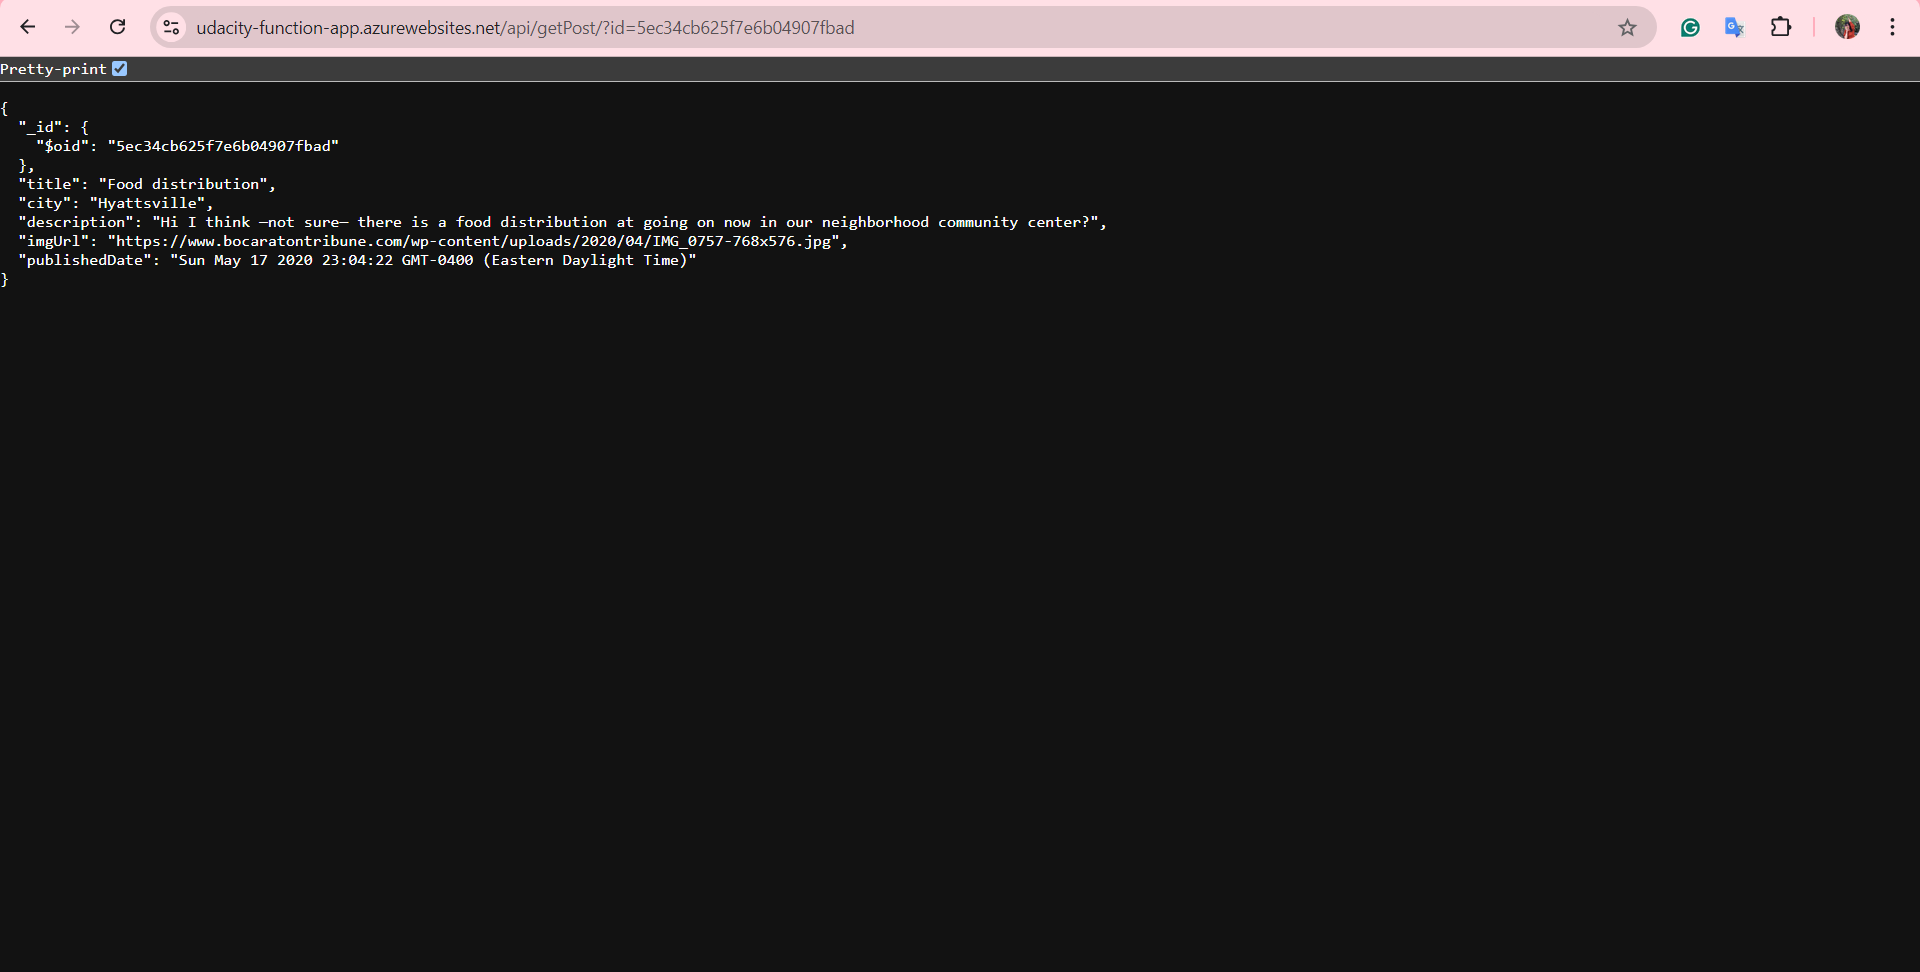 udacity-function-app.azurewebsites.net/api/getPost/?id=5ec34cb625f7e6b04907fbad
Pretty-print
{
  "_id": {
    "$oid": "5ec34cb625f7e6b04907fbad"
  },
  "title": "Food distribution",
  "city": "Hyattsville",
  "description": "Hi I think —not sure— there is a food distribution at going on now in our neighborhood community center?",
  "imgUrl": "https://www.bocaratontribune.com/wp-content/uploads/2020/04/IMG_0757-768x576.jpg",
  "publishedDate": "Sun May 17 2020 23:04:22 GMT-0400 (Eastern Daylight Time)"
}